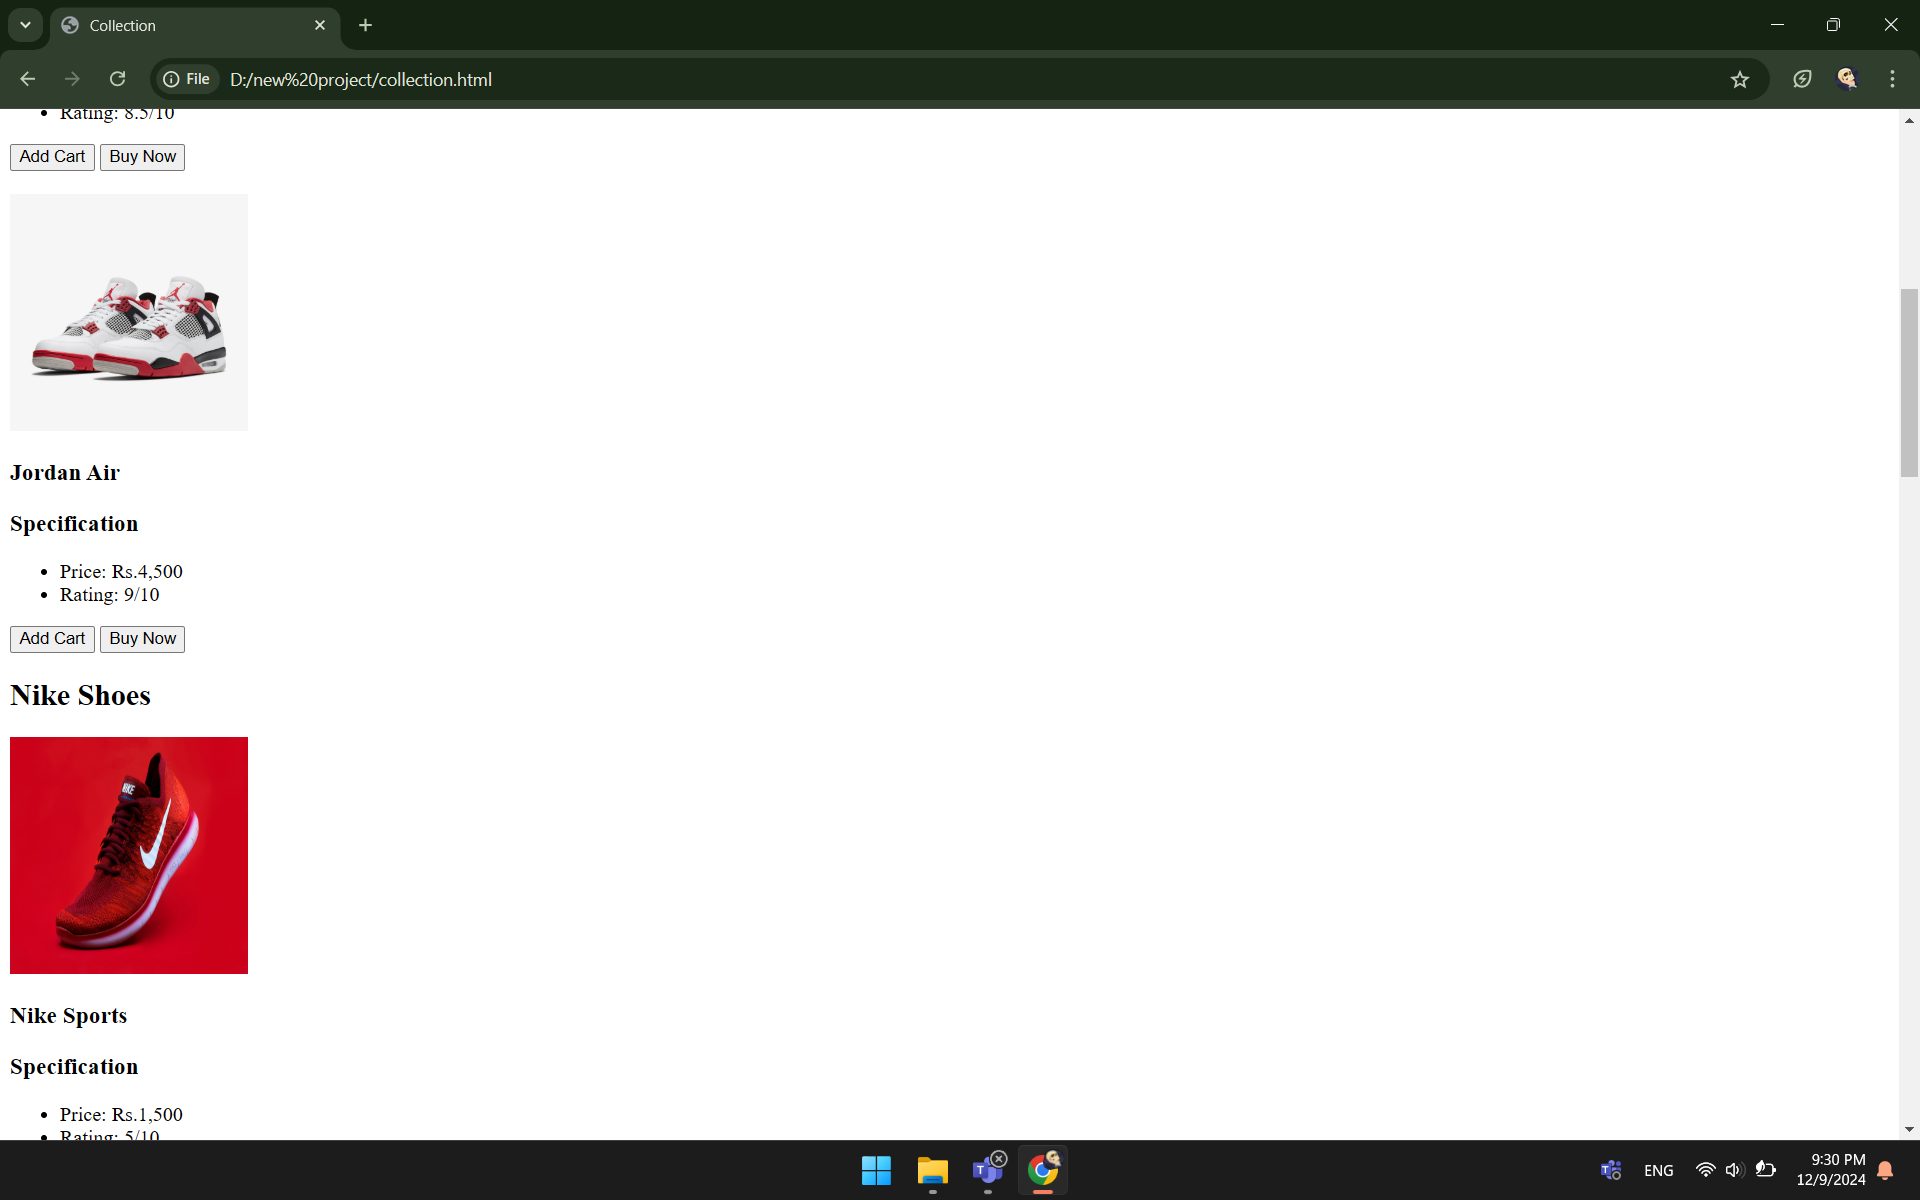 Collection
File D:/new%20project/collection.html
Rating: 8.5/10
Add Cart Buy Now
Jordan Air
Specification
Price: Rs.4,500
Rating: 9/10
Add Cart Buy Now
Nike Shoes
NIKE
Nike Sports
Specification
Price: Rs.1,500
Rating: 5/10
T
T
ENG
9:30 PM
12/9/2024